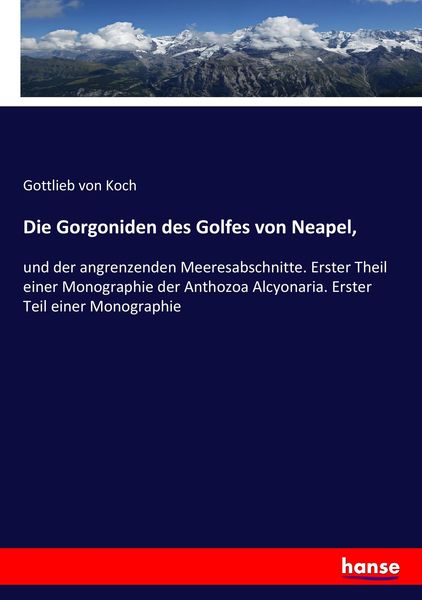 Gottlieb von Koch
Die Gorgoniden des Golfes von Neapel,
und der angrenzenden Meeresabschnitte. Erster Theil
einer Monographie der Anthozoa Alcyonaria. Erster
Teil einer Monographie
hanse